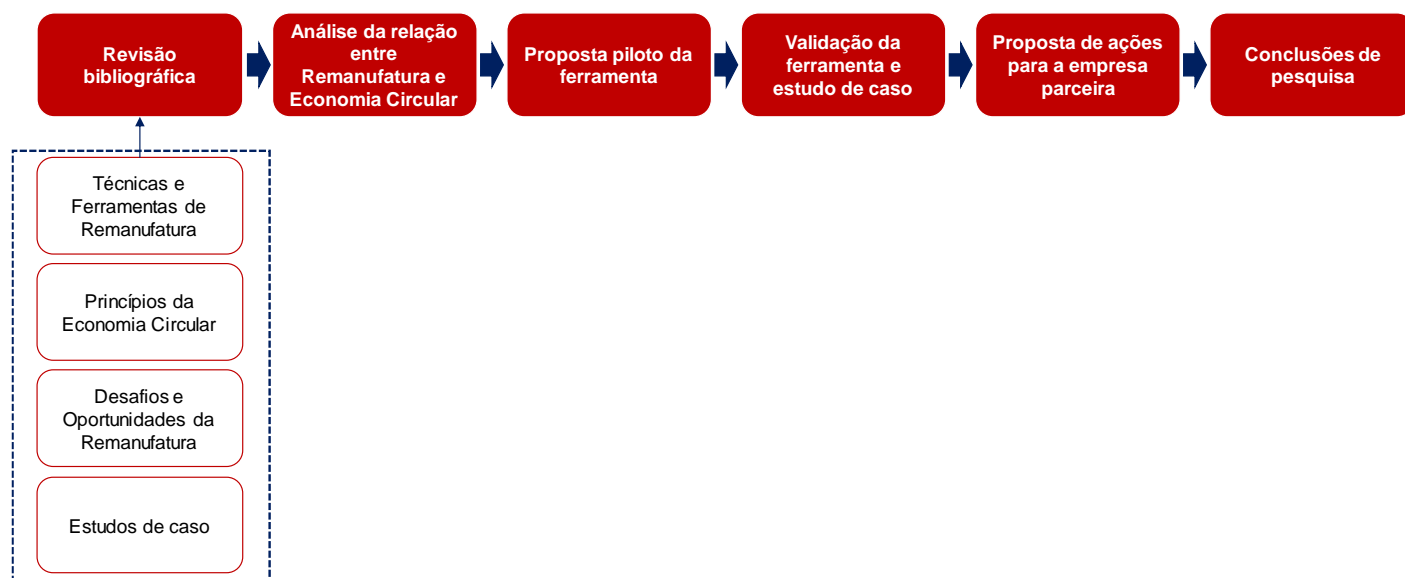 Revisão
bibliográfica
Análise da relação
entre
Remanufatura e
Economia Circular
Proposta piloto da
ferramenta
Validação da
ferramenta e
estudo de caso
Proposta de ações
para a empresa
parceira
Conclusões de
pesquisa
Técnicas e
Ferramentas de
Remanufatura
Princípios da
Economia Circular
Desafios e
Oportunidades da
Remanufatura
Estudos de caso